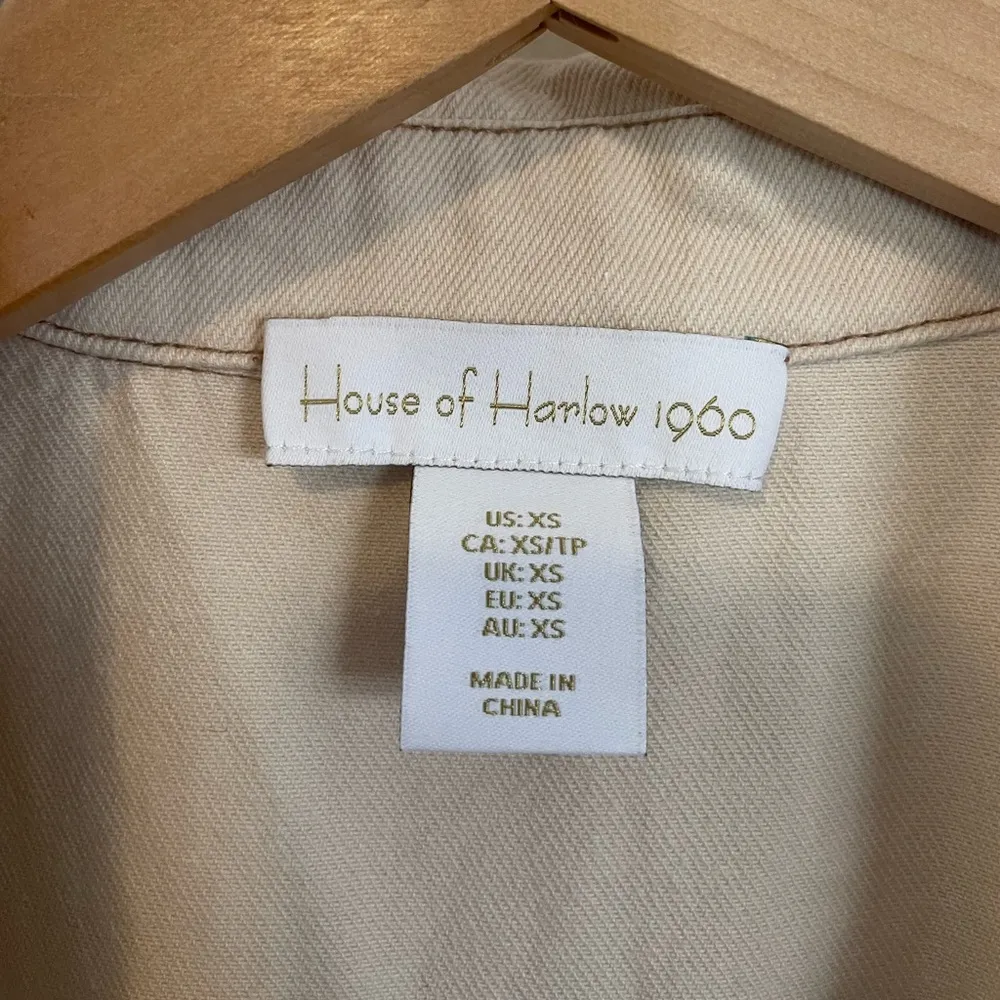 House of Harlow 1960
US: XS
CA: XS/TP
UK: XS
EU: XS
AU: XS
MADE IN
CHINA